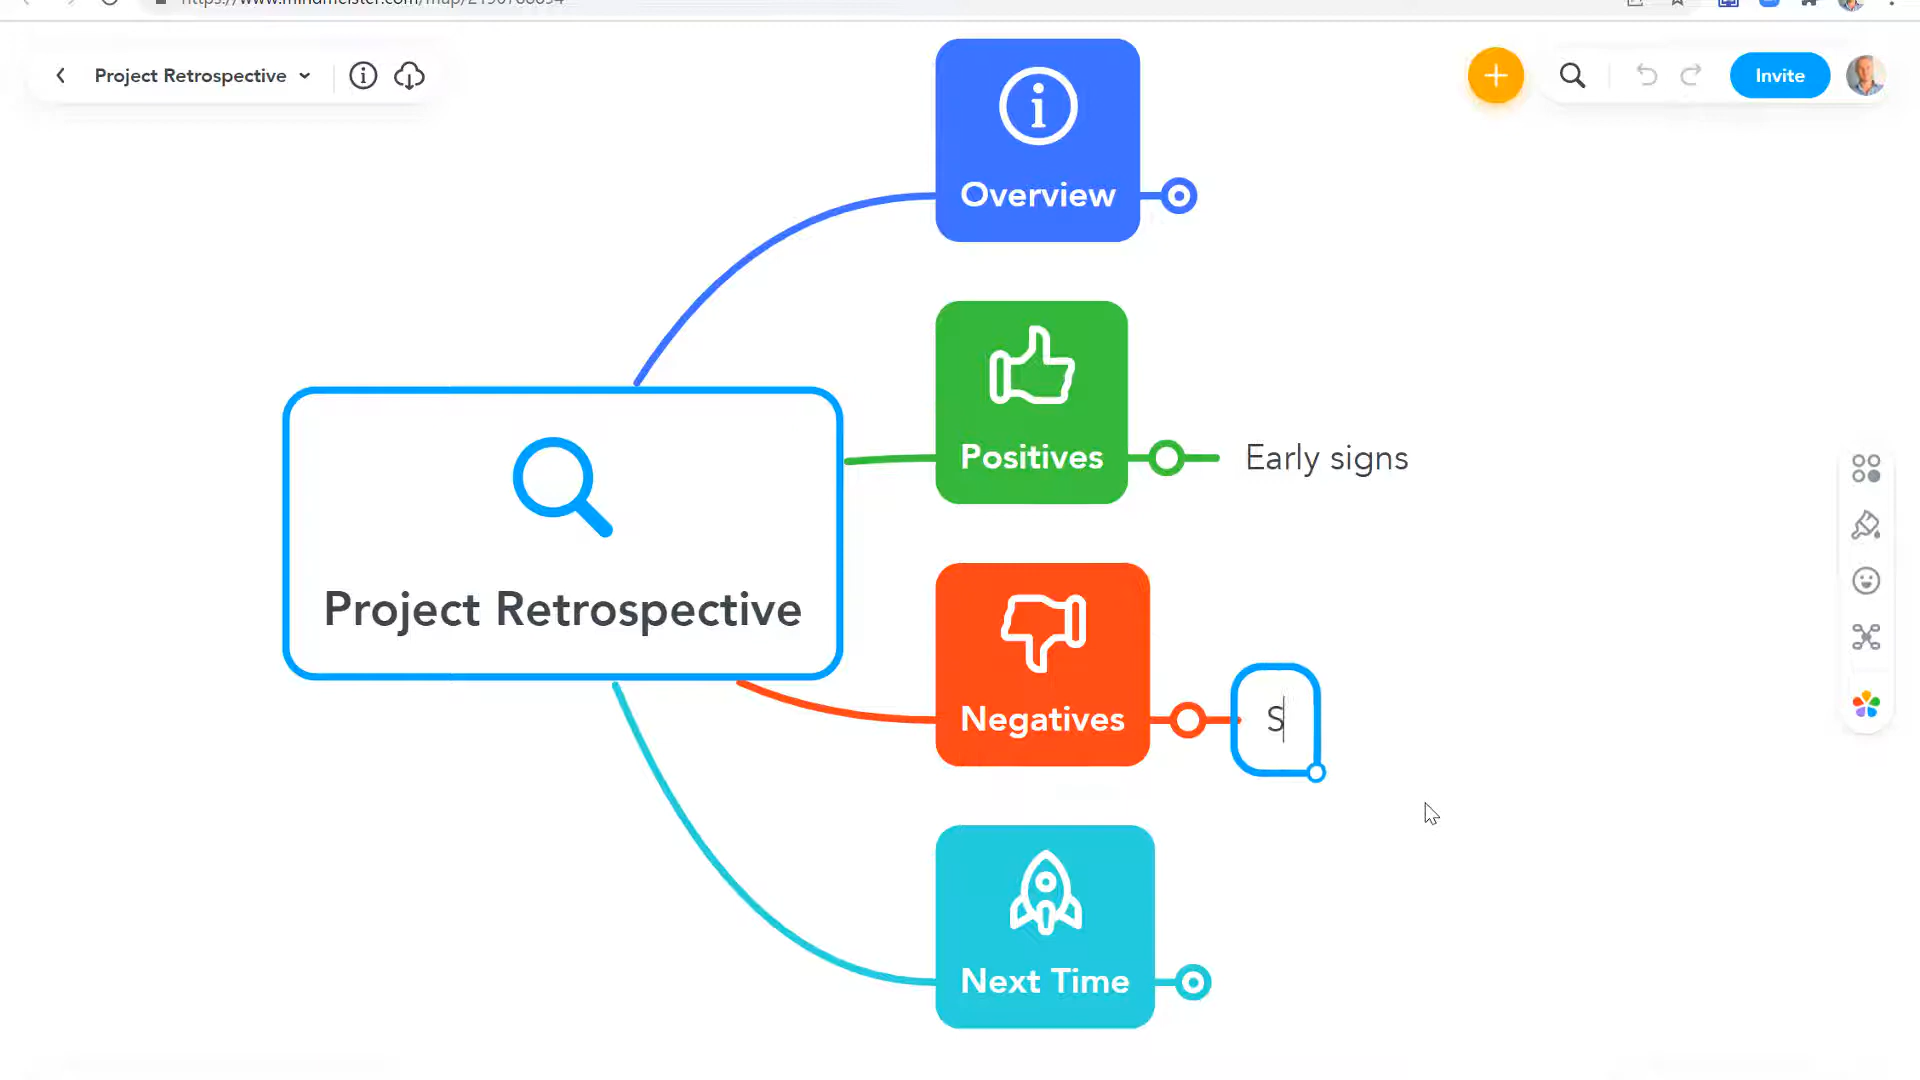 Project Retrospective
Invite
Overview
Positives
Early signs
Project Retrospective
Negatives
S
Next Time